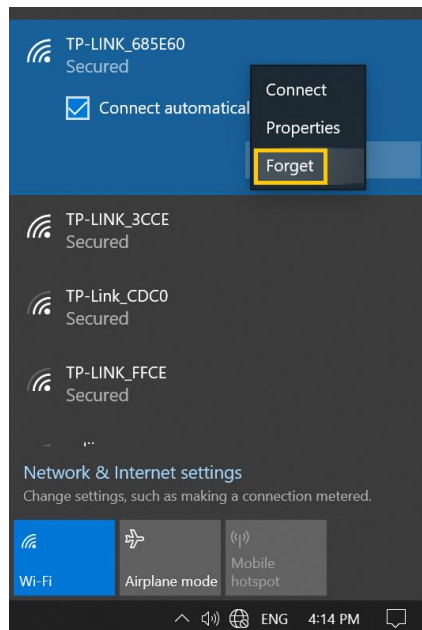 TP-LINK_685E60
Secured
Connect automatical
Connect
Properties
Forget
TP-LINK_3CCE
Secured
TP-Link_CDC0
Secured
TP-LINK_FFCE
Secured
Network & Internet settings
Change settings, such as making a connection metered.
Wi-Fi
Airplane mode
Mobile
hotspot
ENG 4:14 PM